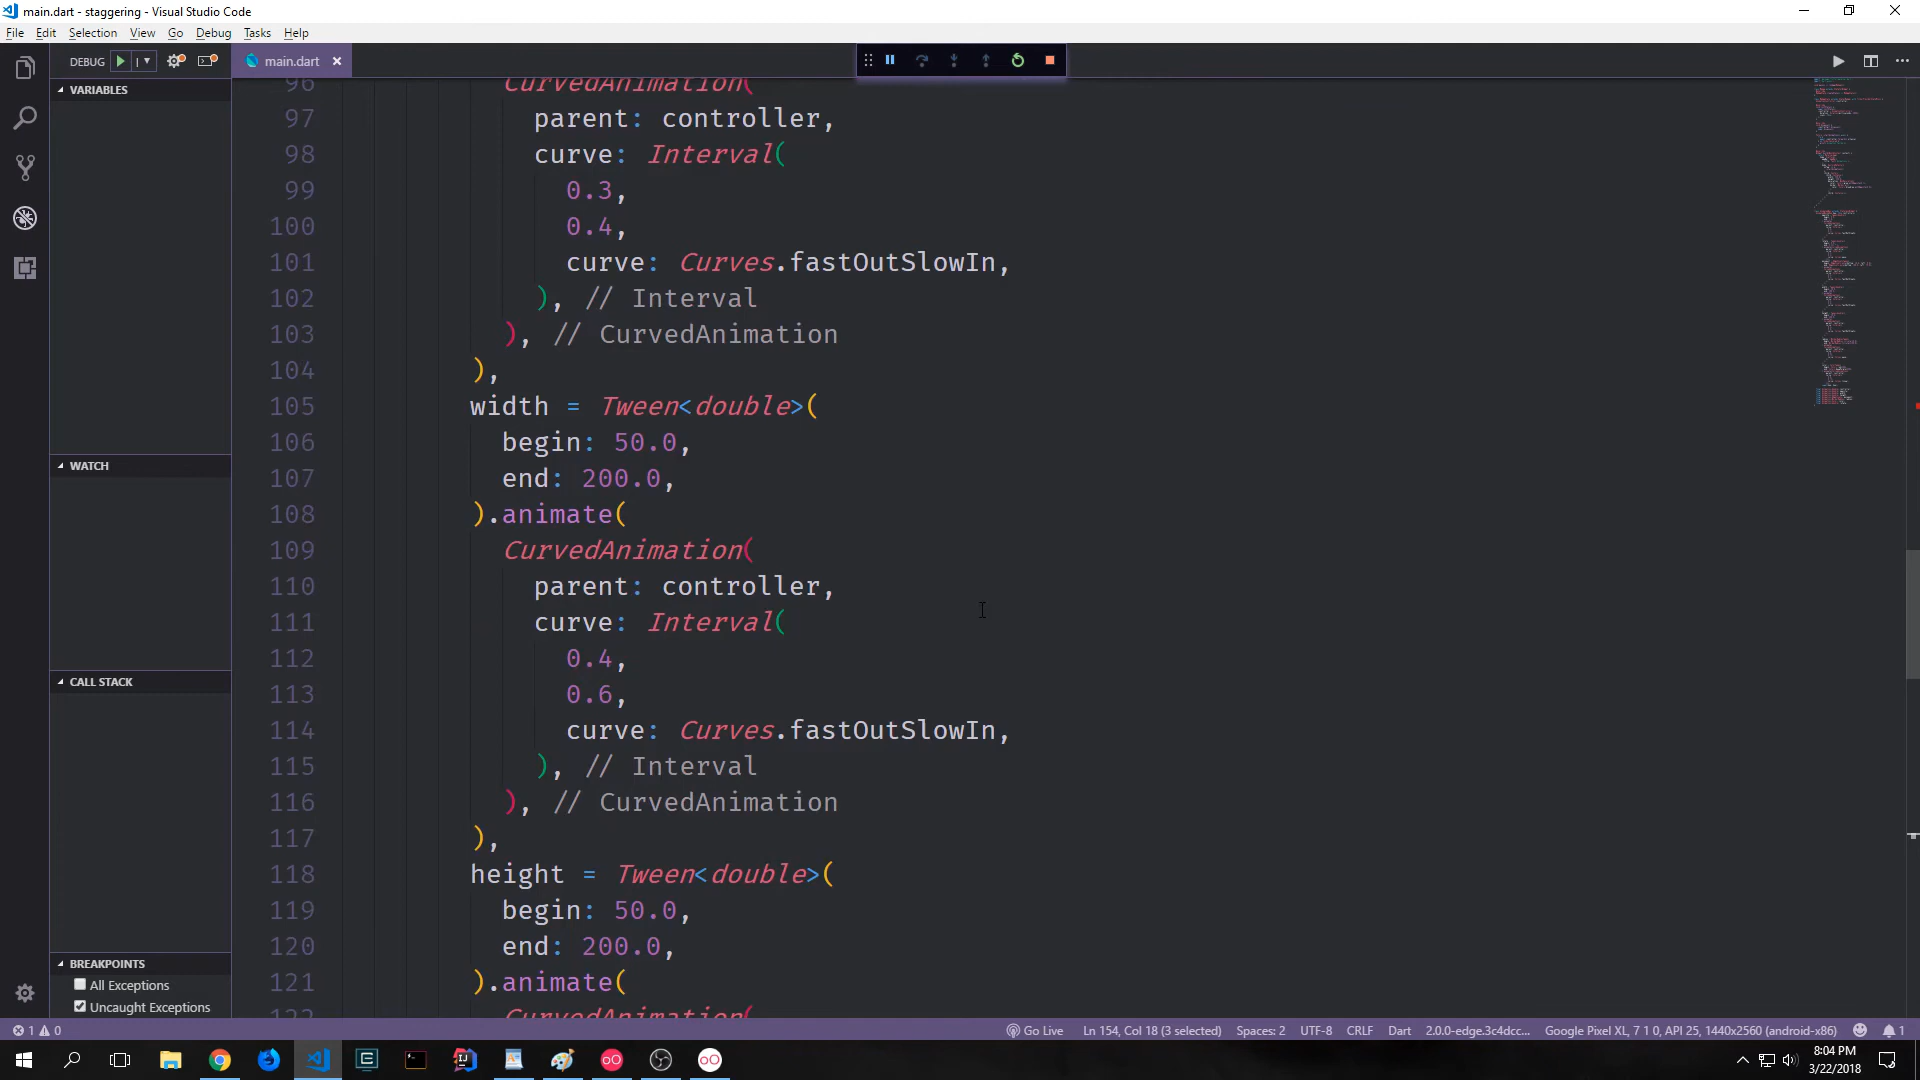 main.dart - staggering - Visual Studio Code
File Edit Selection View Go Debug Tasks Help
DEBUG
main.dart
VARIABLES
WATCH
CALL STACK
BREAKPOINTS
All Exceptions
Uncaught Exceptions
96 CurvedAnimation(
97 parent: controller,
98 curve: Interval(
99 0.3,
100 0.4,
101 curve: Curves.fastOutSlowIn,
102 ), // Interval
103 ), // CurvedAnimation
104 ),
105 width = Tween<double>(
106 begin: 50.0,
107 end: 200.0,
108 ).animate(
109 CurvedAnimation(
110 parent: controller,
111 curve: Interval(
112 0.4,
113 0.6,
114 curve: Curves.fastOutSlowIn,
115 ), // Interval
116 ), // CurvedAnimation
117 ),
118 height = Tween<double>(
119 begin: 50.0,
120 end: 200.0,
121 ).animate(
122 CurvedAnimation(
1 0 Go Live Ln 154, Col 18 (3 selected) Spaces: 2 UTF-8 CRLF Dart 2.0.0-edge.3c4dcc... Google Pixel XL, 7 1 0, API 25, 1440x2560 (android-x86) 1
8:04 PM
3/22/2018